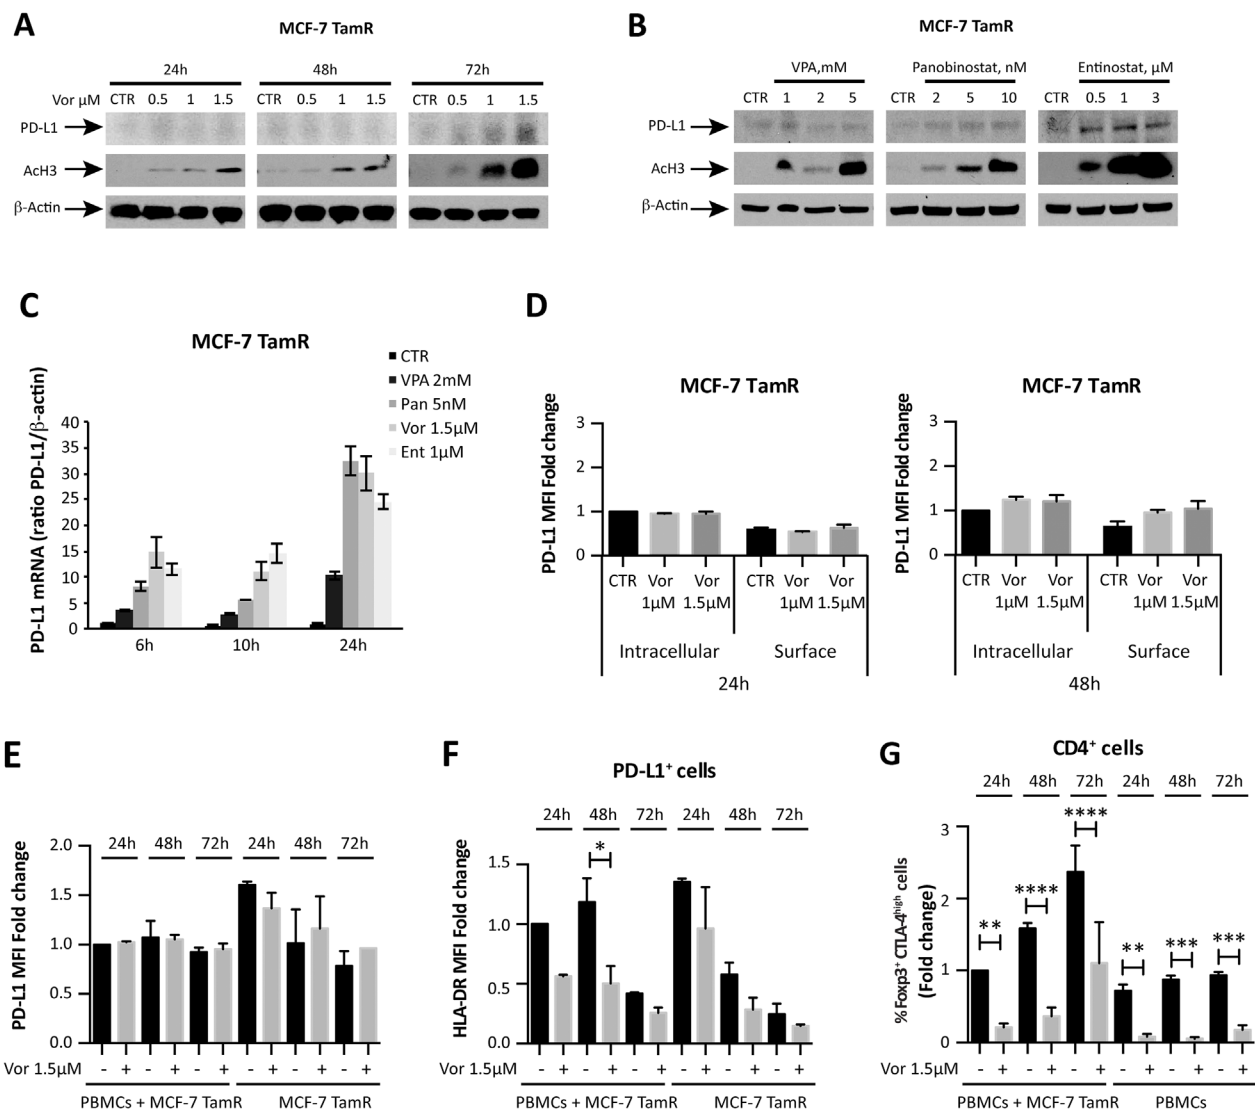 A
MCF-7 TamR
24h 48h 72h
Vor µM CTR 0.5 1 1.5 CTR 0.5 1 1.5 CTR 0.5 1 1.5
PD-L1
AcH3
β-Actin
B
MCF-7 TamR
VPA,mM Panobinostat, nM Entinostat, µM
CTR 1 2 5 CTR 2 5 10 CTR 0.5 1 3
PD-L1
AcH3
β-Actin
C
MCF-7 TamR
CTR
VPA 2mM
Pan 5nM
Vor 1.5µM
Ent 1µM
PD-L1 mRNA (ratio PD-L1/β-actin)
40
35
30
25
20
15
10
5
0
6h 10h 24h
D
MCF-7 TamR
PD-L1 MFI Fold change
3
2
1
0
CTR Vor Vor CTR Vor Vor
1µM 1.5µM 1µM 1.5µM
Intracellular Surface
24h
MCF-7 TamR
PD-L1 MFI Fold change
3
2
1
0
CTR Vor Vor CTR Vor Vor
1µM 1.5µM 1µM 1.5µM
Intracellular Surface
48h
E
24h 48h 72h 24h 48h 72h
PD-L1 MFI Fold change
2.0
1.5
1.0
0.5
0.0
Vor 1.5µM - + - + - + - + - + - +
PBMCs + MCF-7 TamR MCF-7 TamR
F
PD-L1⁺ cells
24h 48h 72h 24h 48h 72h
HLA-DR MFI Fold change
1.5
1.0
0.5
0.0
*
Vor 1.5µM - + - + - + - + - + - +
PBMCs + MCF-7 TamR MCF-7 TamR
G
CD4⁺ cells
24h 48h 72h 24h 48h 72h
%Foxp3⁺ CTLA-4high cells
(Fold change)
3
2
1
0
** **** **** ** *** ***
Vor 1.5µM - + - + - + - + - + - +
PBMCs + MCF-7 TamR PBMCs